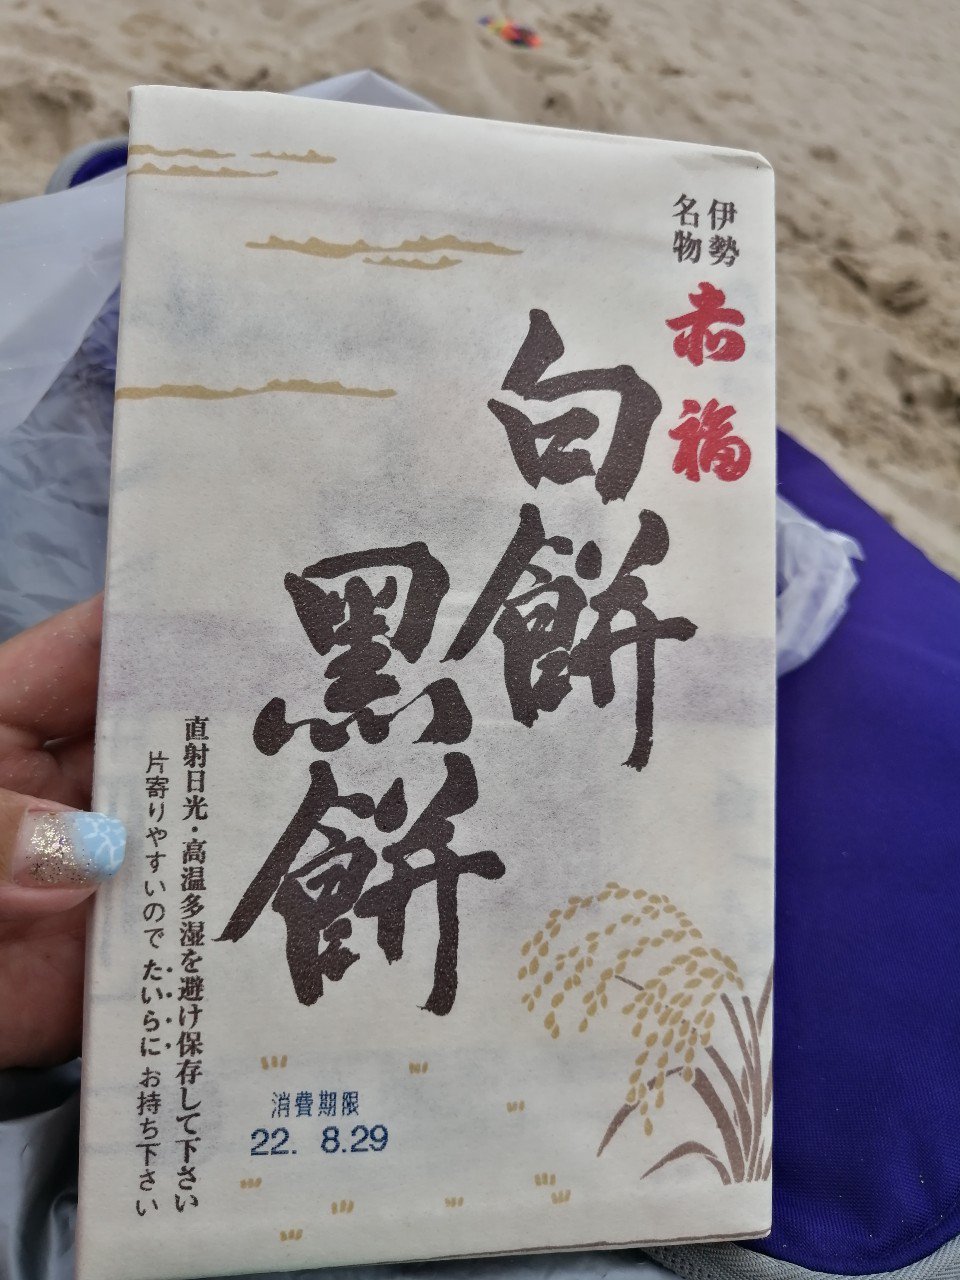 伊勢
名物
赤福
白餅
黑餅
直射日光・高温多湿を避け保存して下さい
片寄りやすいのでたいらにお持ち下さい
消費期限
22. 8.29